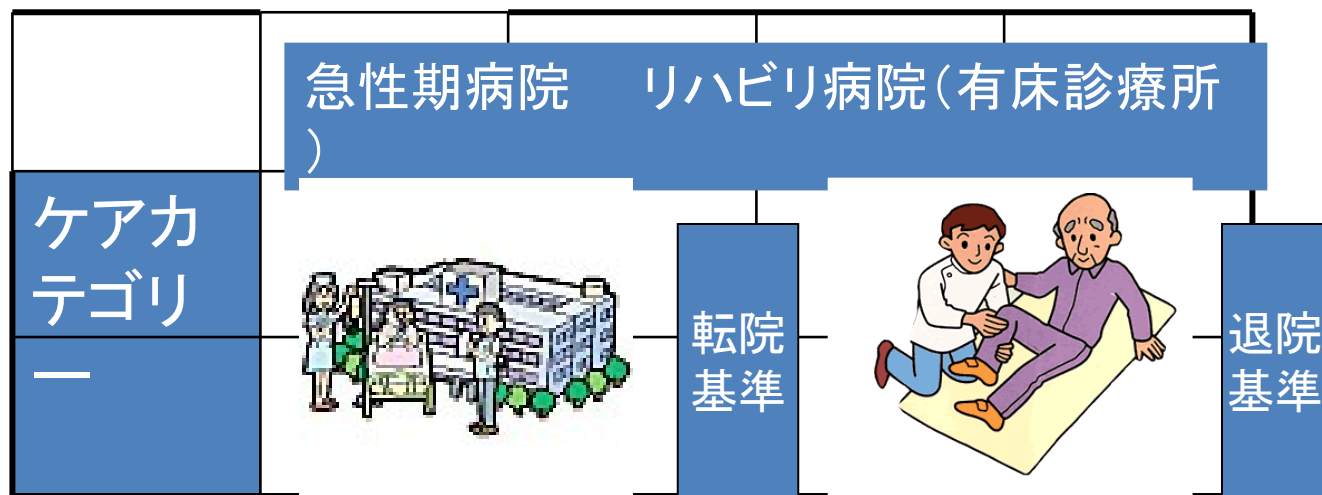 急性期病院　リハビリ病院（有床診療所
）
ケアカ
テゴリ
ー
転院
基準
退院
基準